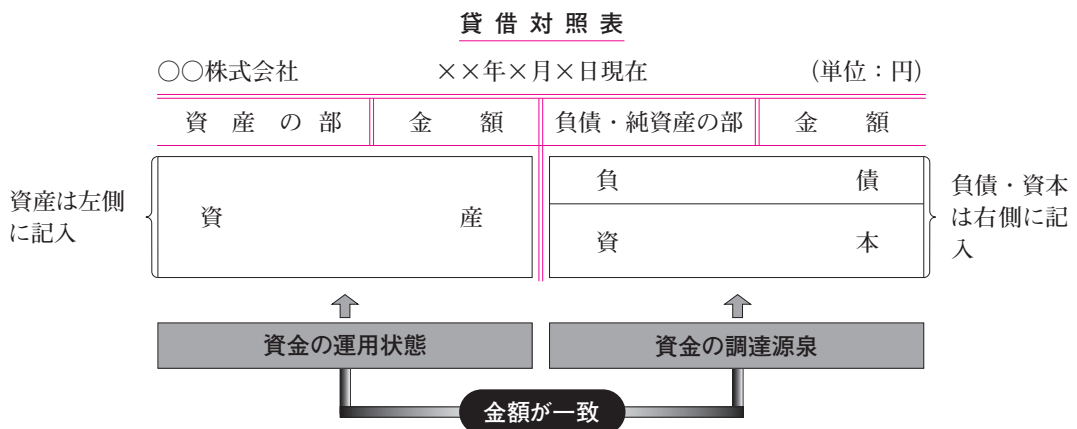 貸借対照表
○○株式会社 ××年×月×日現在 (単位：円)
資産の部 金額 負債・純資産の部 金額
資産は左側
に記入
資産
負債
資本
負債・資本
は右側に記
入
資金の運用状態 資金の調達源泉
金額が一致